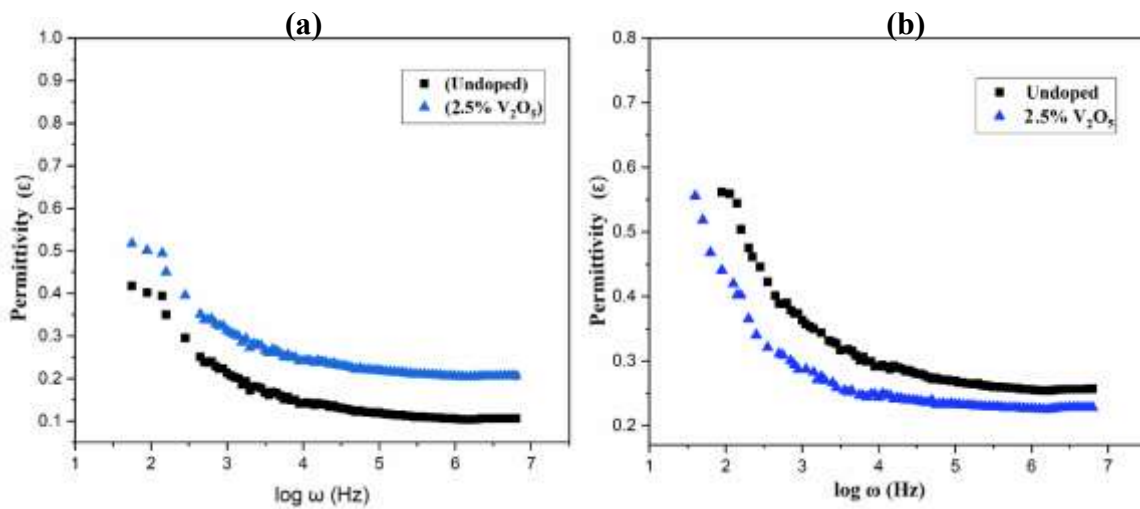 (a)
1.0
0.9
0.8
0.7
0.6
0.5
0.4
0.3
0.2
0.1
Permittivity (ε)
(Undoped)
(2.5% V₂O₅)
1 2 3 4 5 6 7
log ω (Hz)
(b)
0.8
0.7
0.6
0.5
0.4
0.3
0.2
Permittivity (ε)
Undoped
2.5% V₂O₅
1 2 3 4 5 6 7
log ω (Hz)